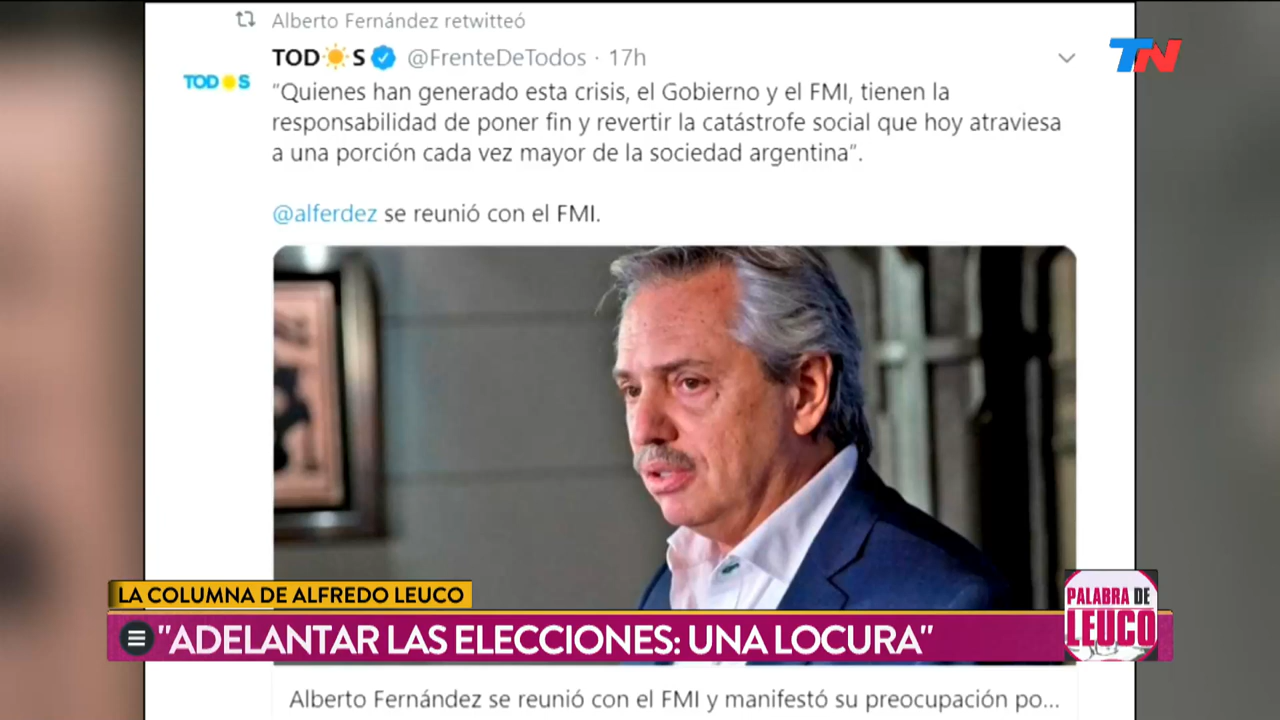 Alberto Fernández retwitteó
TODOS @FrenteDeTodos · 17h
TODOS
TN
"Quienes han generado esta crisis, el Gobierno y el FMI, tienen la
responsabilidad de poner fin y revertir la catástrofe social que hoy atraviesa
a una porción cada vez mayor de la sociedad argentina".
@alferdez se reunió con el FMI.
LA COLUMNA DE ALFREDO LEUCO
"ADELANTAR LAS ELECCIONES: UNA LOCURA"
PALABRA DE
LEUCO
Alberto Fernández se reunió con el FMI y manifestó su preocupación po...